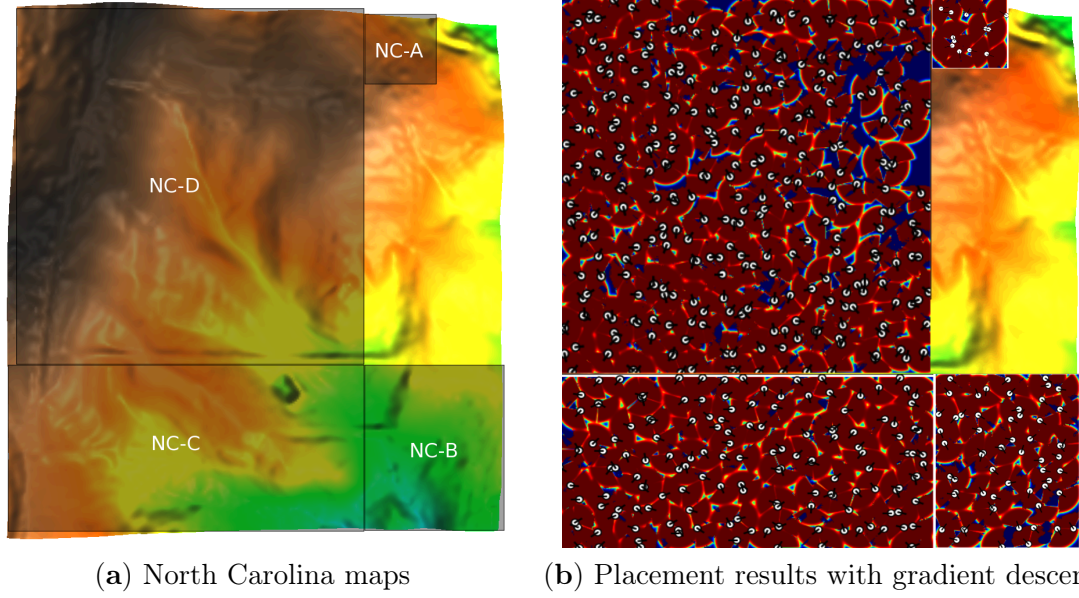 NC-A
NC-D
NC-C
NC-B
(a) North Carolina maps
(b) Placement results with gradient descen